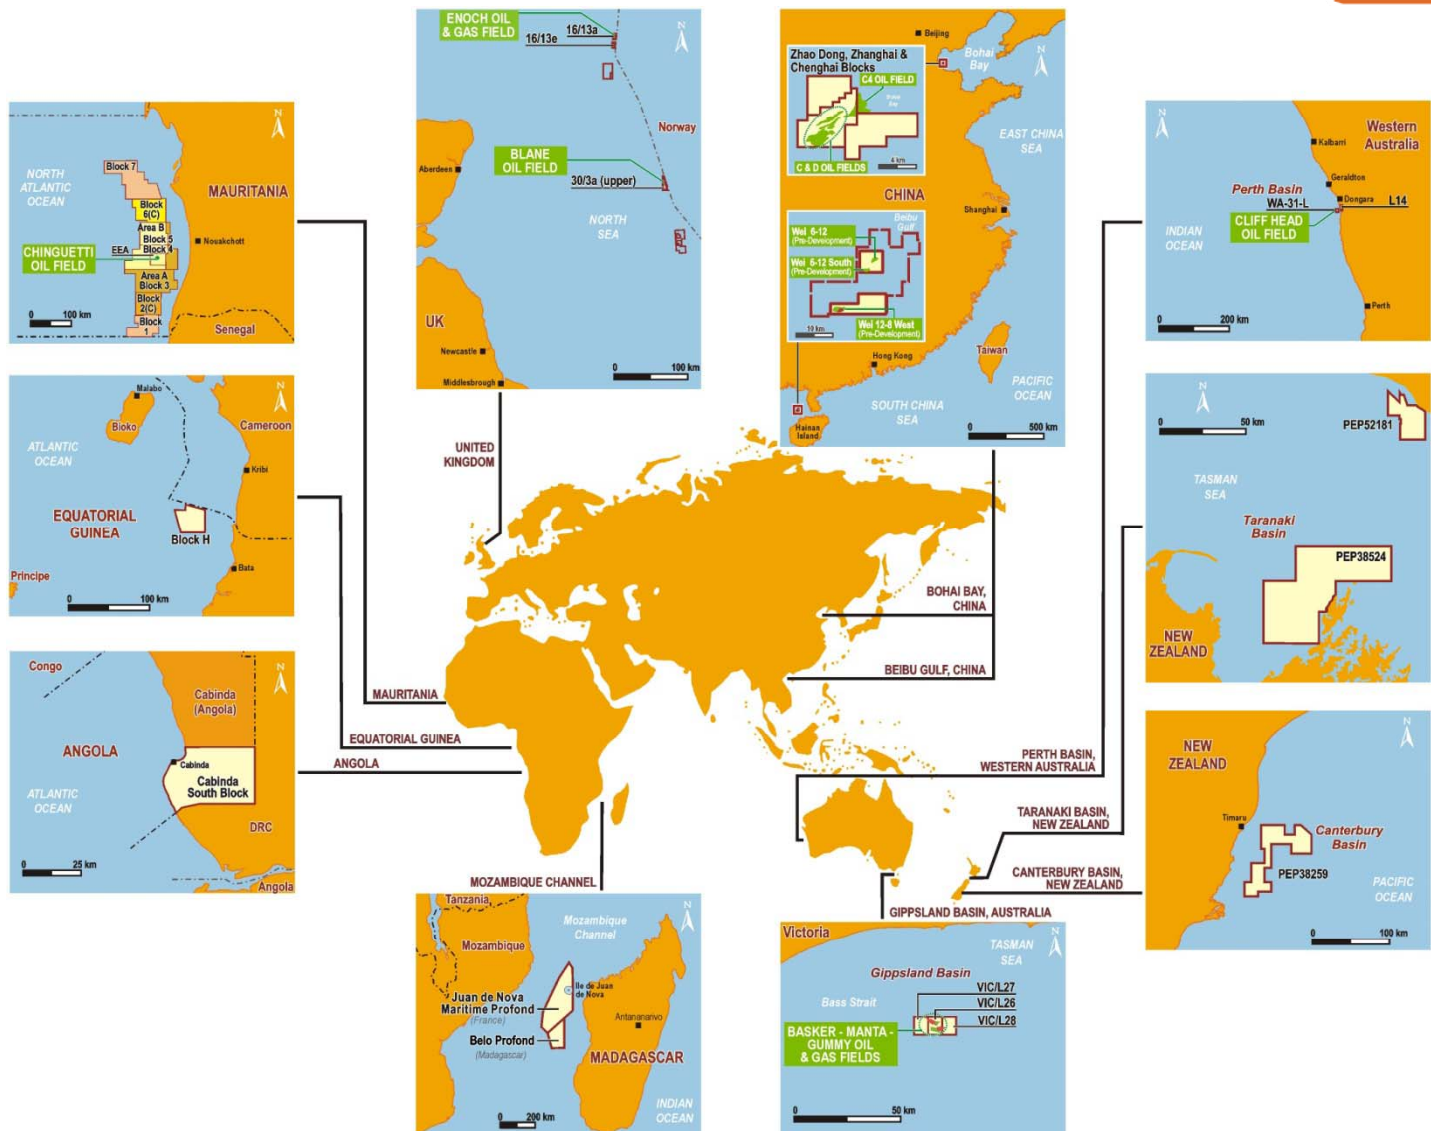 ENOCH OIL
& GAS FIELD
16/13a
16/13e
N
Norway
BLANE
OIL FIELD
30/3a (upper)
Aberdeen
NORTH
SEA
UK
Newcastle
Middlesbrough
0 100 km
UNITED
KINGDOM
Beijing
Bohai
Bay
N
Zhao Dong, Zhanghai &
Chenghai Blocks
C4 OIL FIELD
C & D OIL FIELDS
4 km
EAST CHINA
SEA
CHINA
Shanghai
Beibu
Gulf
Wei 6-12
(Pre-Development)
Wei 6-12 South
(Pre-Development)
Wei 12-8 West
(Pre-Development)
10 km
Taiwan
Hong Kong
PACIFIC
OCEAN
SOUTH CHINA
SEA
Hainan
Island
0 500 km
N
NORTH
ATLANTIC
OCEAN
MAURITANIA
Block 7
Block
6(C)
Area B
Block 5
Block 4
EEA
Nouakchott
CHINGUETTI
OIL FIELD
Area A
Block 3
Block
2(C)
Block
1
0 100 km
Senegal
Malabo
N
Bioko
Cameroon
ATLANTIC
OCEAN
Kribi
EQUATORIAL
GUINEA
Block H
Bata
Principe
0 100 km
Congo
N
Cabinda
(Angola)
ANGOLA
Cabinda
Cabinda
South Block
ATLANTIC
OCEAN
DRC
0 25 km
Angola
N
Western
Australia
Kalbarri
Geraldton
Perth Basin
WA-31-L
Dongara
L14
CLIFF HEAD
OIL FIELD
INDIAN
OCEAN
Perth
0 200 km
N
0 50 km
PEP52181
TASMAN
SEA
Taranaki
Basin
PEP38524
NEW
ZEALAND
NEW
ZEALAND
N
Timaru
Canterbury
Basin
PEP38259
PACIFIC
OCEAN
0 100 km
BOHAI BAY,
CHINA
BEIBU GULF, CHINA
MAURITANIA
EQUATORIAL GUINEA
ANGOLA
MOZAMBIQUE CHANNEL
PERTH BASIN,
WESTERN AUSTRALIA
TARANAKI BASIN,
NEW ZEALAND
CANTERBURY BASIN,
NEW ZEALAND
GIPPSLAND BASIN, AUSTRALIA
Tanzania
Mozambique
Channel
N
Mozambique
Ile de Juan
de Nova
Juan de Nova
Maritime Profond
(France)
Antananarivo
Belo Profond
(Madagascar)
MADAGASCAR
0 200 km
INDIAN
OCEAN
Victoria
TASMAN
SEA
N
Gippsland Basin
Bass Strait
VIC/L27
VIC/L26
VIC/L28
BASKER - MANTA -
GUMMY OIL
& GAS FIELDS
0 50 km